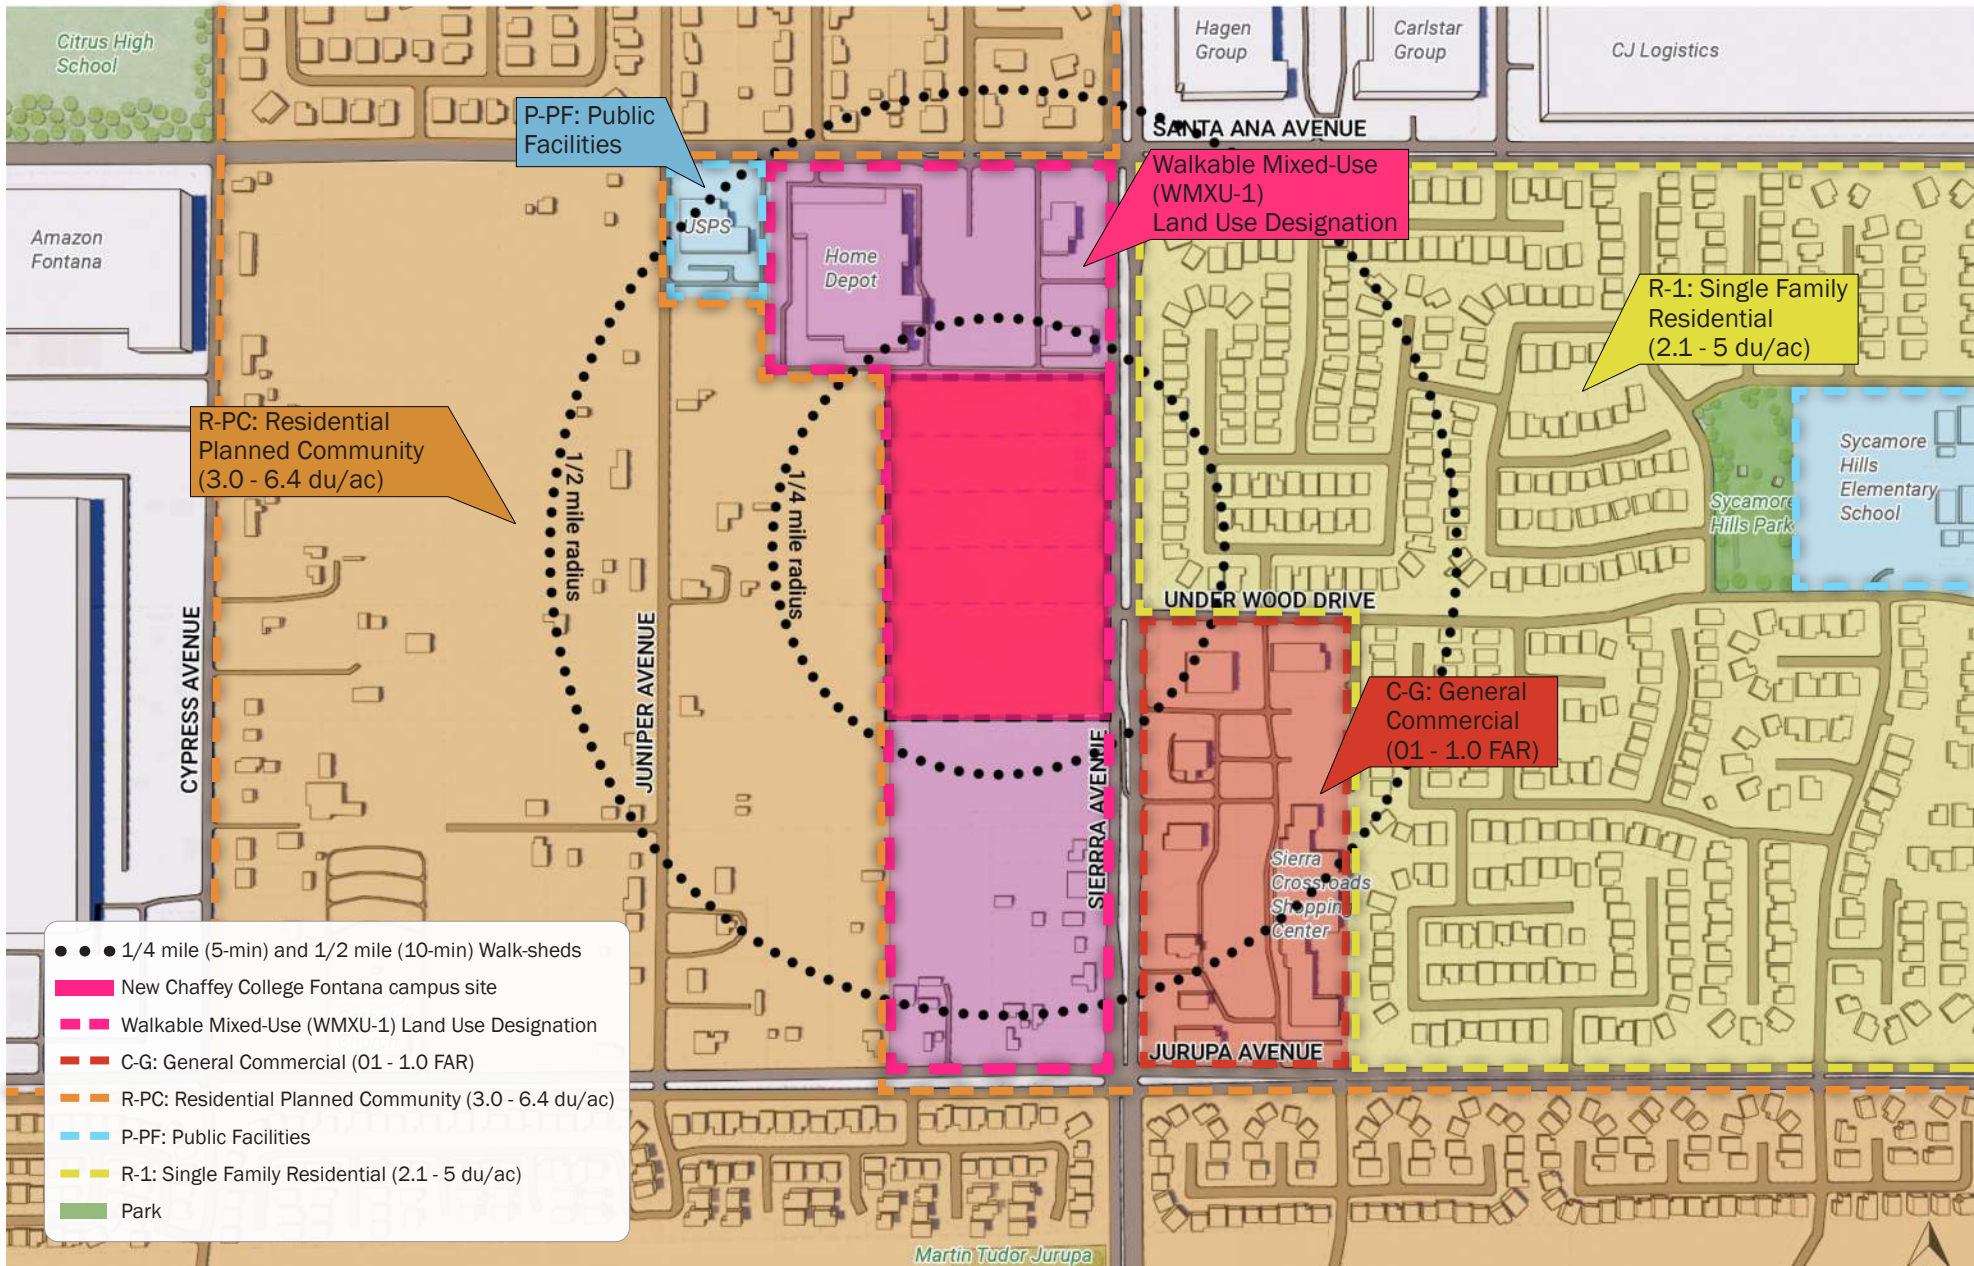 Citrus High
School
Hagen
Group
Carlstar
Group
CJ Logistics
P-PF: Public
Facilities
SANTA ANA AVENUE
Walkable Mixed-Use
(WMXU-1)
Land Use Designation
USPS
Amazon
Fontana
Home
Depot
R-1: Single Family
Residential
(2.1 - 5 du/ac)
R-PC: Residential
Planned Community
(3.0 - 6.4 du/ac)
Sycamore
Hills
Elementary
School
Sycamore
Hills Park
1/2 mile radius
1/4 mile radius
UNDER WOOD DRIVE
CYPRESS AVENUE
JUNIPER AVENUE
SIERRRA AVENUE
C-G: General
Commercial
(01 - 1.0 FAR)
Sierra
Crossroads
Shopping
Center
JURUPA AVENUE
1/4 mile (5-min) and 1/2 mile (10-min) Walk-sheds
New Chaffey College Fontana campus site
Walkable Mixed-Use (WMXU-1) Land Use Designation
C-G: General Commercial (01 - 1.0 FAR)
R-PC: Residential Planned Community (3.0 - 6.4 du/ac)
P-PF: Public Facilities
R-1: Single Family Residential (2.1 - 5 du/ac)
Park
Martin Tudor Jurupa